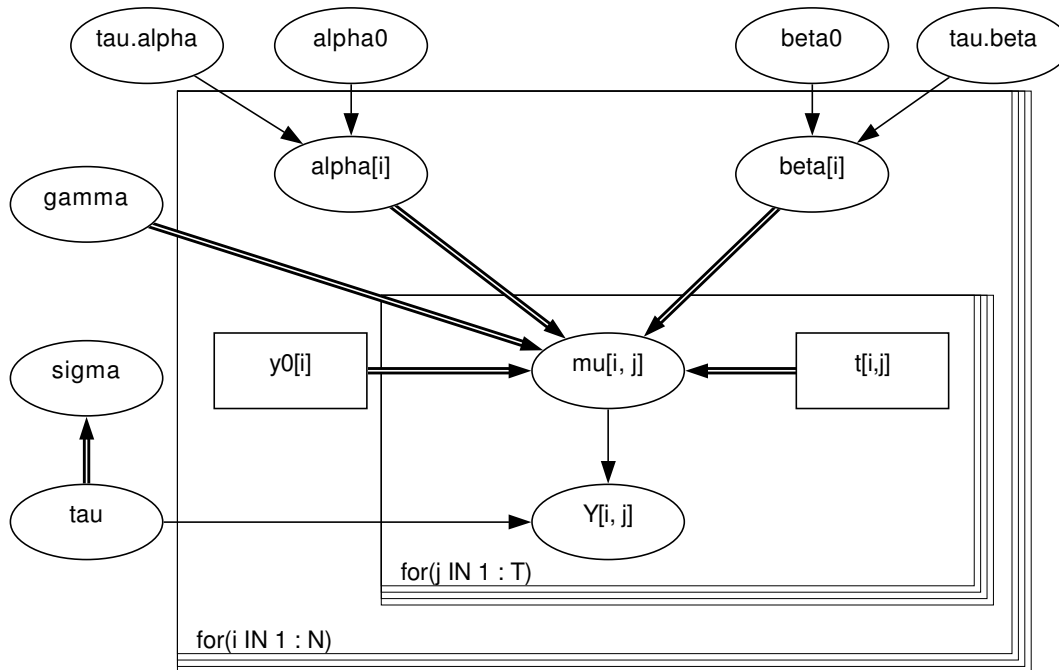 tau.alpha
alpha0
beta0
tau.beta
alpha[i]
beta[i]
gamma
y0[i]
mu[i, j]
t[i,j]
sigma
tau
Y[i, j]
for(j IN 1 : T)
for(i IN 1 : N)